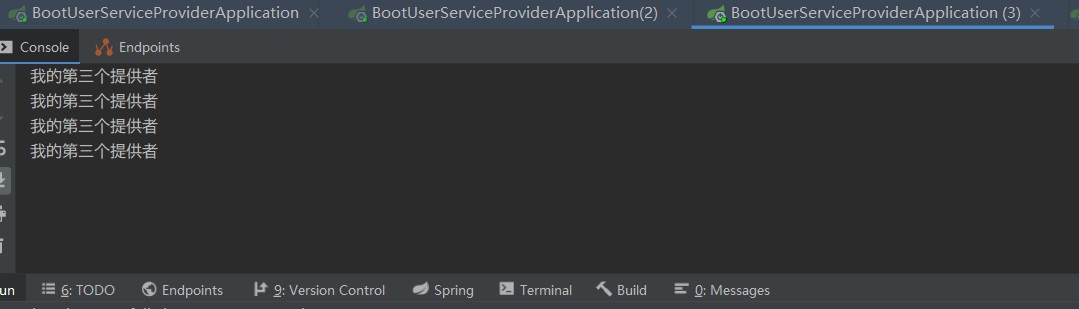 BootUserServiceProviderApplication BootUserServiceProviderApplication(2) BootUserServiceProviderApplication (3)
Console Endpoints
我的第三个提供者
我的第三个提供者
我的第三个提供者
我的第三个提供者
un 6: TODO Endpoints 9: Version Control Spring Terminal Build 0: Messages